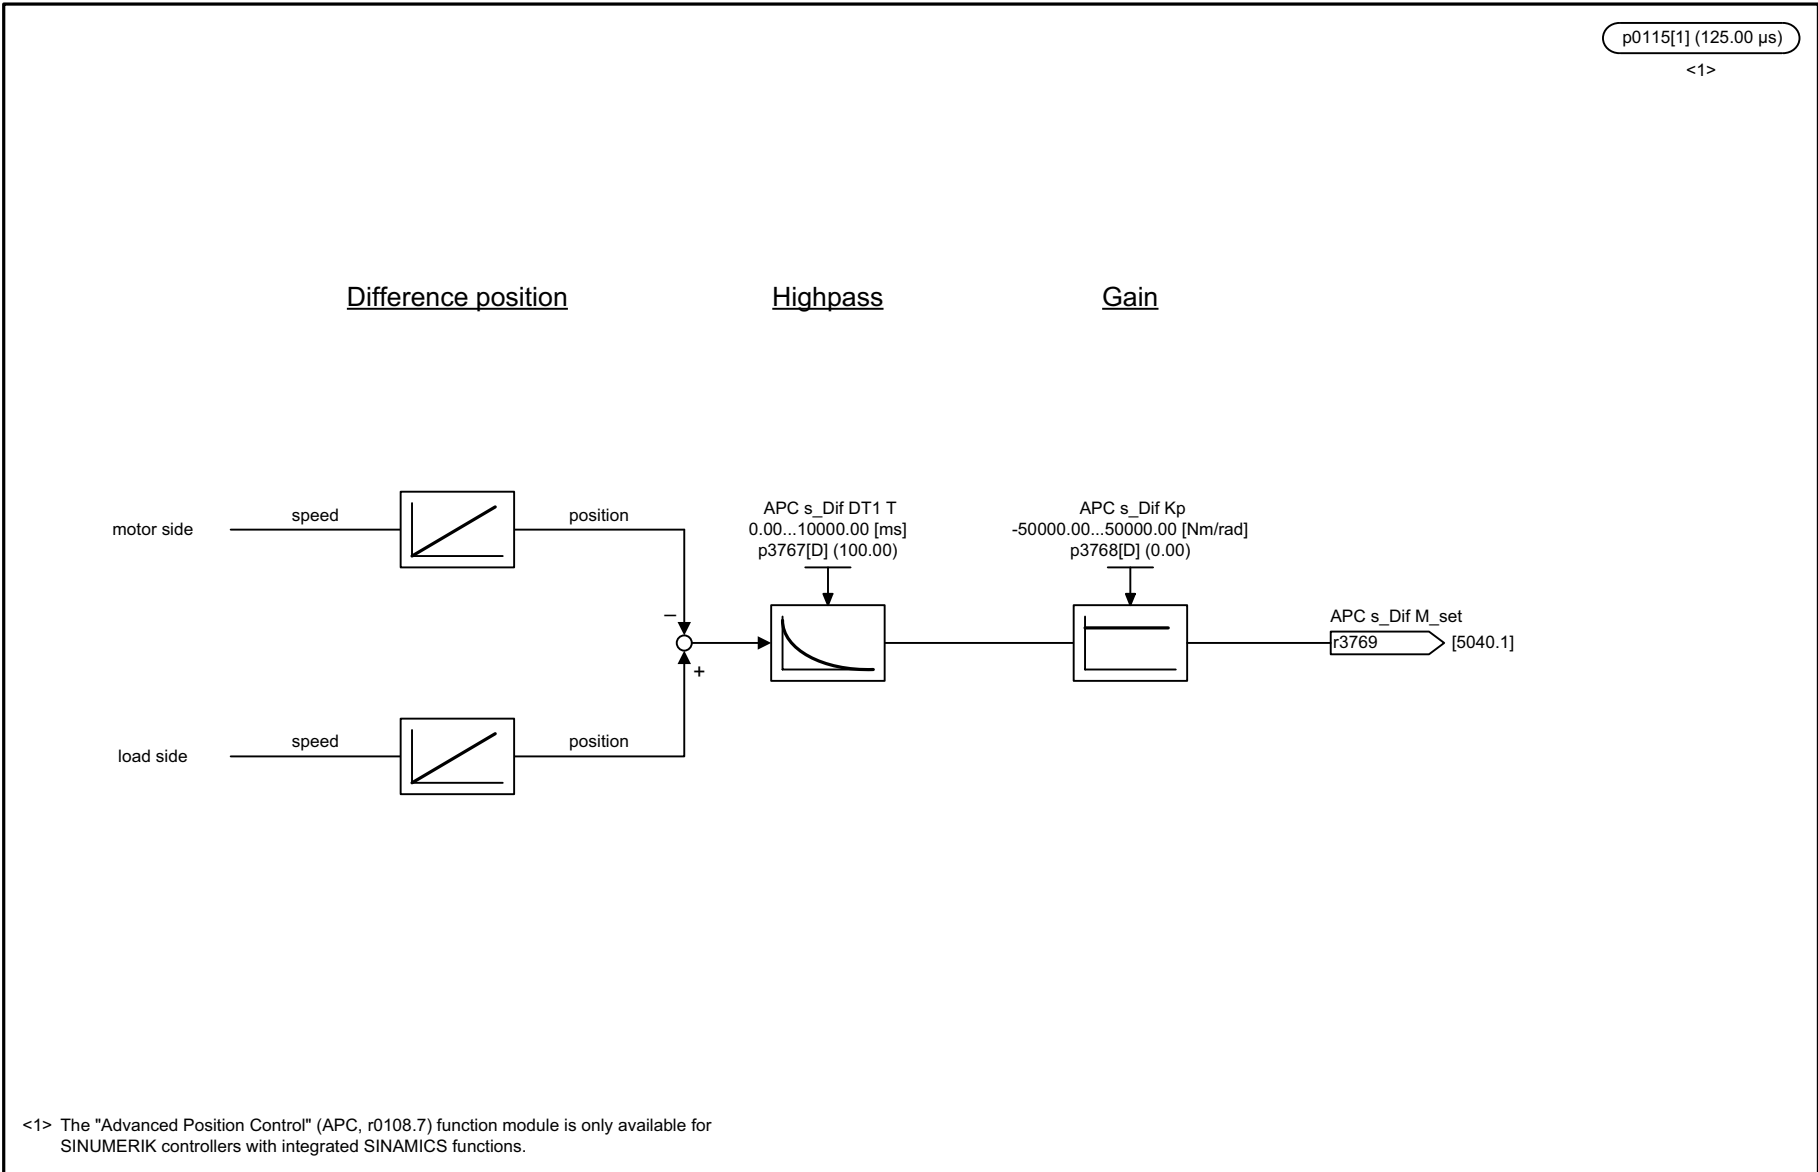 p0115[1] (125.00 µs)
<1>
Difference position
Highpass
Gain
motor side
speed
position
APC s_Dif DT1 T
0.00...10000.00 [ms]
p3767[D] (100.00)
APC s_Dif Kp
-50000.00...50000.00 [Nm/rad]
p3768[D] (0.00)
–
+
APC s_Dif M_set
r3769
[5040.1]
load side
speed
position
<1> The "Advanced Position Control" (APC, r0108.7) function module is only available for
SINUMERIK controllers with integrated SINAMICS functions.